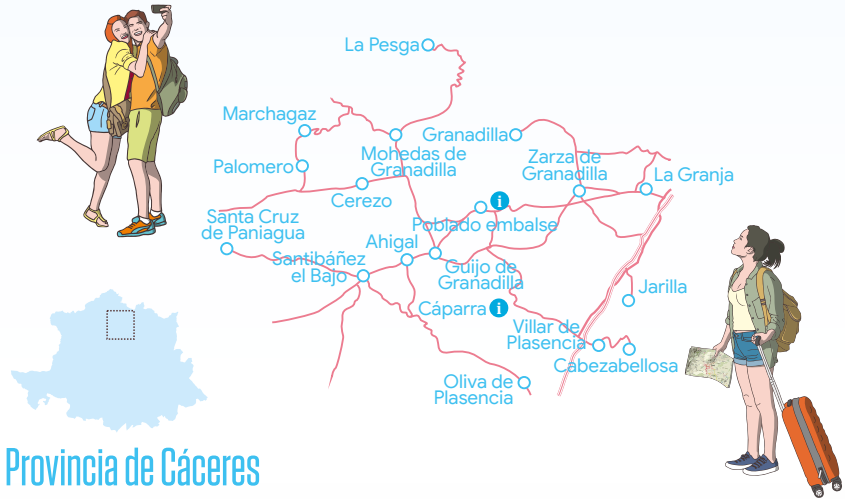 La Pesga
Marchagaz
Granadilla
Mohedas de
Granadilla
Zarza de
Granadilla
Palomero
La Granja
Cerezo
i
Santa Cruz
de Paniagua
Poblado embalse
Ahigal
Santibáñez
el Bajo
Guijo de
Granadilla
Jarilla
Cáparra i
Villar de
Plasencia
Cabezabellosa
Oliva de
Plasencia
Provincia de Cáceres